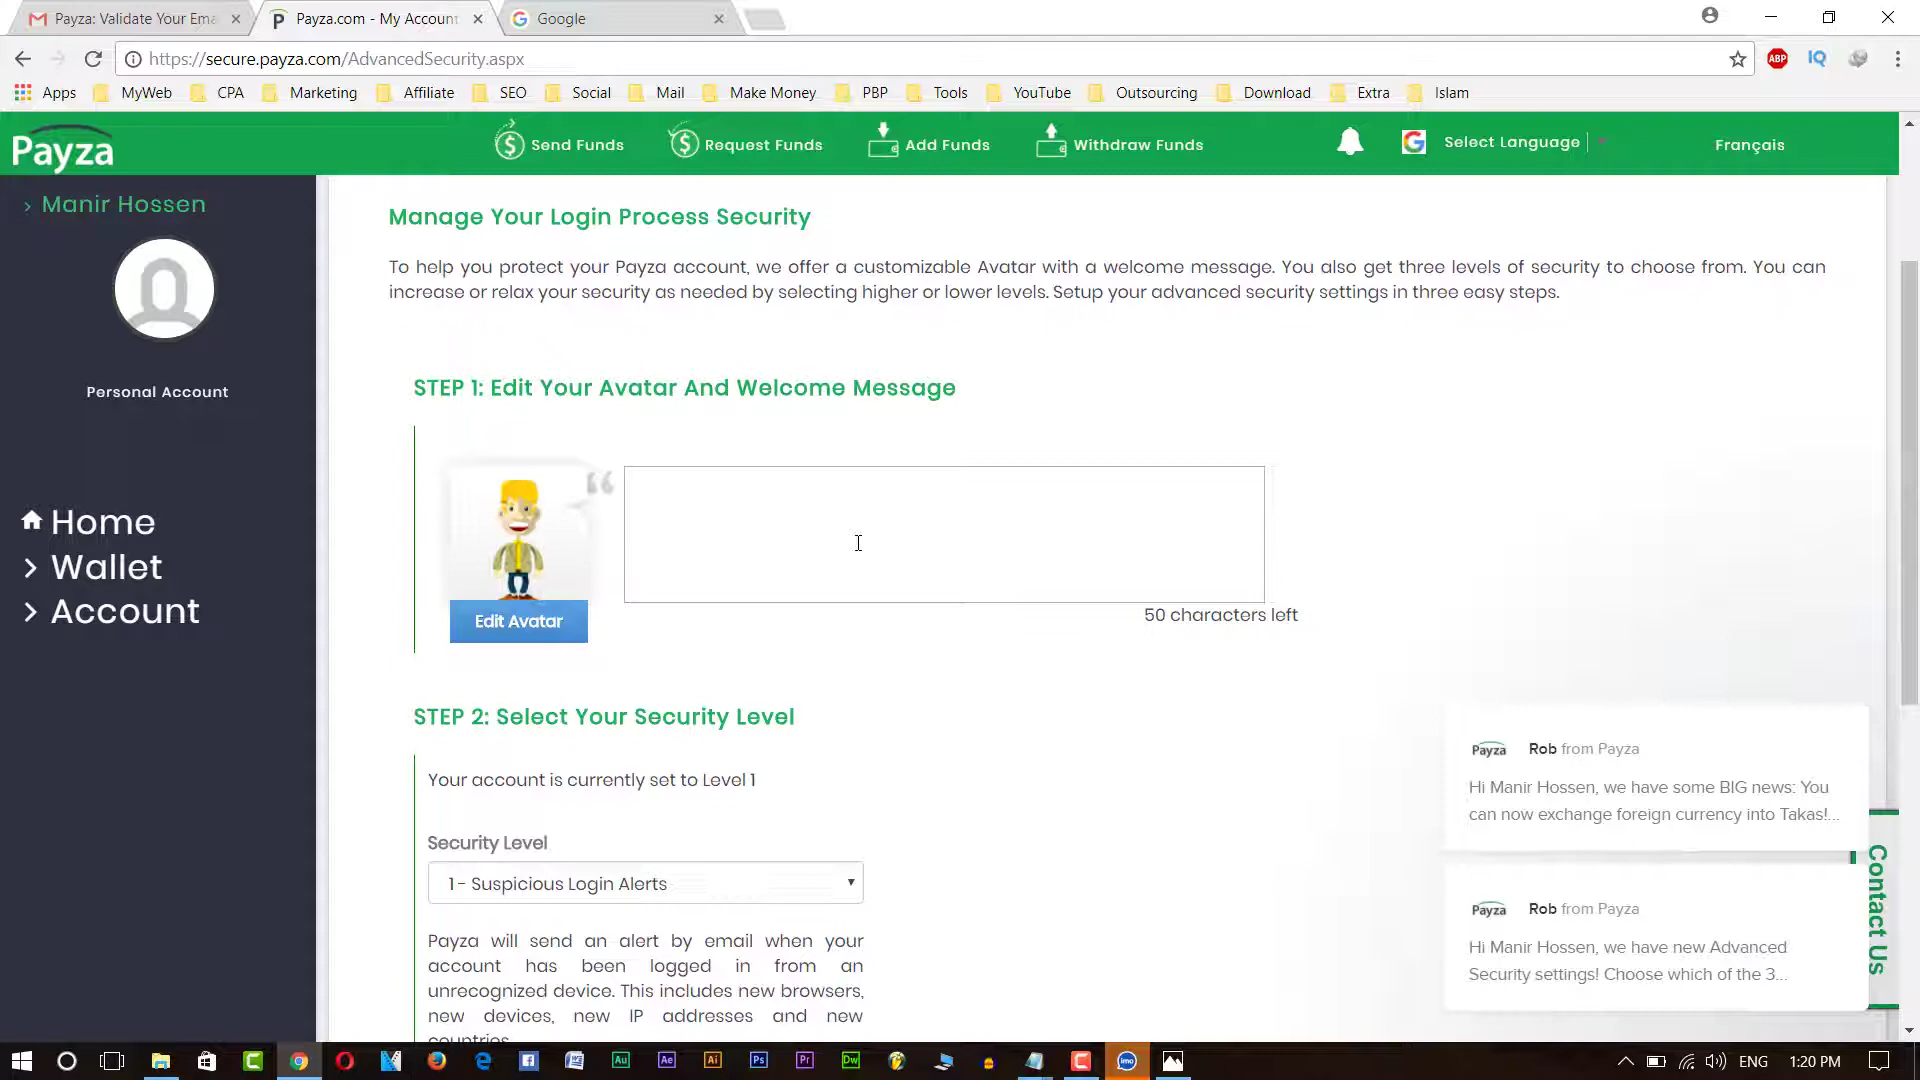 Payza: Validate Your Ema
Payza.com - My Account
Google
https://secure.payza.com/AdvancedSecurity.aspx
ABP
IQ
Apps
MyWeb
CPA
Marketing
Affiliate
SEO
Social
Mail
Make Money
PBP
Tools
YouTube
Outsourcing
Download
Extra
Islam
Payza
Send Funds
Request Funds
Add Funds
Withdraw Funds
Select Language
Français
Manir Hossen
Personal Account
Home
Wallet
Account
Manage Your Login Process Security
To help you protect your Payza account, we offer a customizable Avatar with a welcome message. You also get three levels of security to choose from. You can
increase or relax your security as needed by selecting higher or lower levels. Setup your advanced security settings in three easy steps.
STEP 1: Edit Your Avatar And Welcome Message
Edit Avatar
50 characters left
STEP 2: Select Your Security Level
Your account is currently set to Level 1
Security Level
1 - Suspicious Login Alerts
Payza will send an alert by email when your
account has been logged in from an
unrecognized device. This includes new browsers,
new devices, new IP addresses and new
countries.
Payza
Rob from Payza
Hi Manir Hossen, we have some BIG news: You
can now exchange foreign currency into Takas!...
Payza
Rob from Payza
Hi Manir Hossen, we have new Advanced
Security settings! Choose which of the 3...
Contact Us
Au
Ae
Ai
Ps
Pr
Dw
imo
ENG
1:20 PM